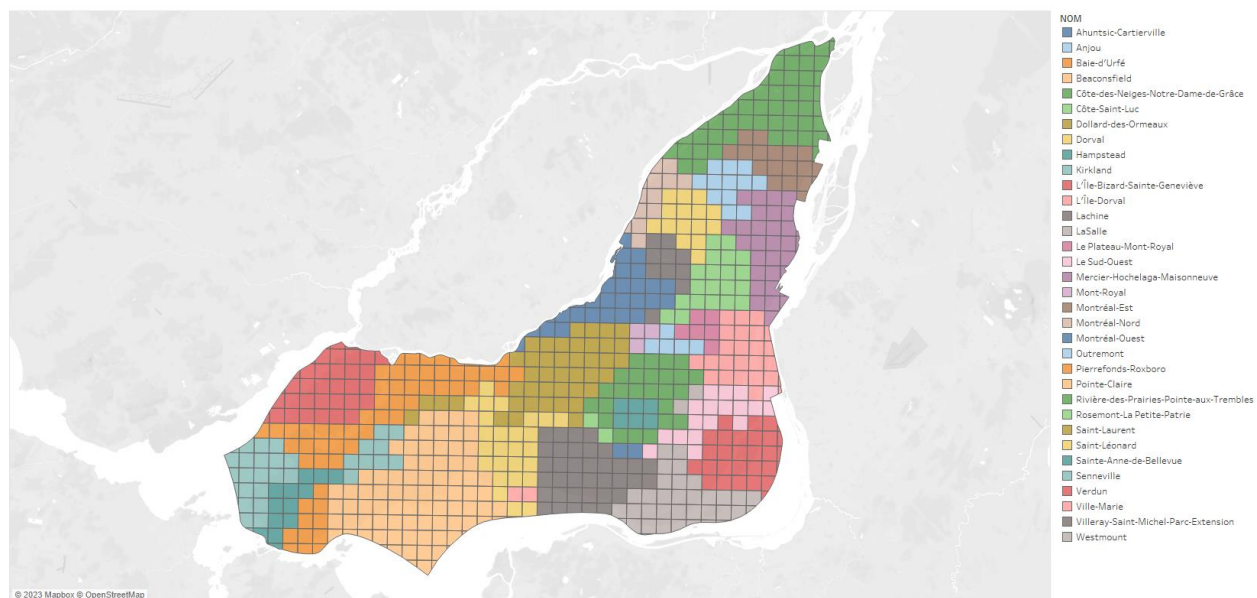 NOM
Ahuntsic-Cartierville
Anjou
Baie-d'Urfé
Beaconsfield
Côte-des-Neiges-Notre-Dame-de-Grâce
Côte-Saint-Luc
Dollard-des-Ormeaux
Dorval
Hampstead
Kirkland
L'Île-Bizard-Sainte-Geneviève
L'Île-Dorval
Lachine
LaSalle
Le Plateau-Mont-Royal
Le Sud-Ouest
Mercier-Hochelaga-Maisonneuve
Mont-Royal
Montréal-Est
Montréal-Nord
Montréal-Ouest
Outremont
Pierrefonds-Roxboro
Pointe-Claire
Rivière-des-Prairies-Pointe-aux-Trembles
Rosemont-La Petite-Patrie
Saint-Laurent
Saint-Léonard
Sainte-Anne-de-Bellevue
Senneville
Verdun
Ville-Marie
Villeray-Saint-Michel-Parc-Extension
Westmount
© 2023 Mapbox © OpenStreetMap